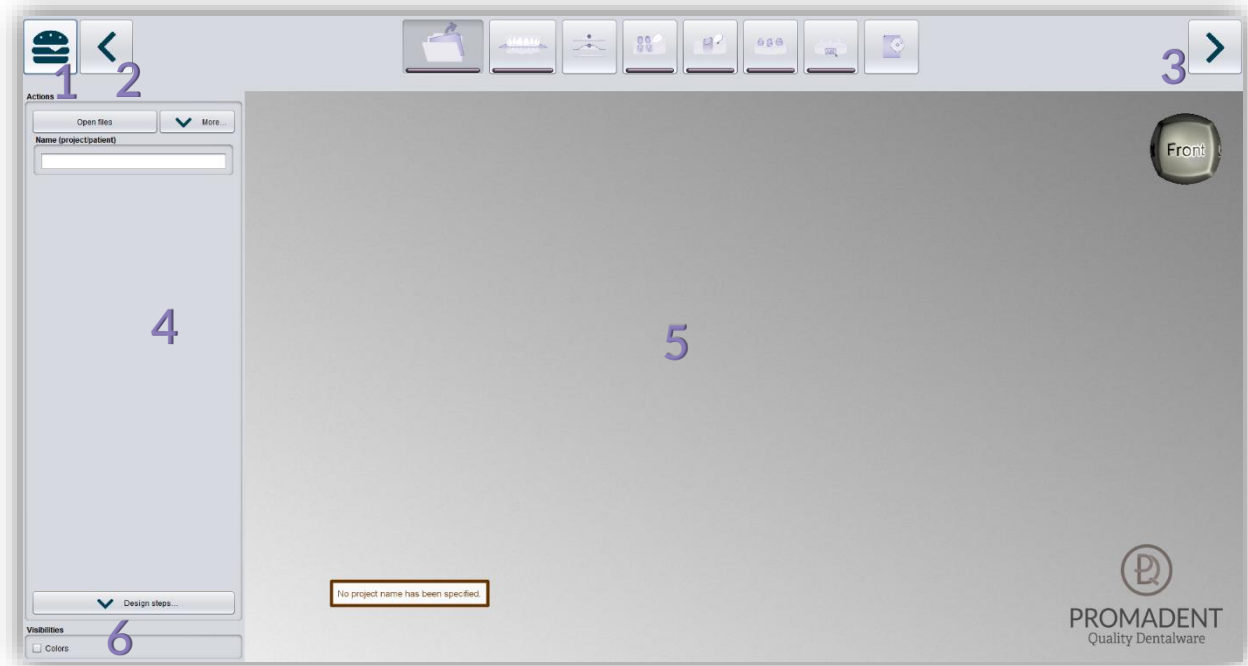 1
2
3
Actions
Open files
More...
Name (project/patient)
Front
4
5
No project name has been specified.
Design steps...
Visibilities
6
Colors
PROMADENT
Quality Dentalware